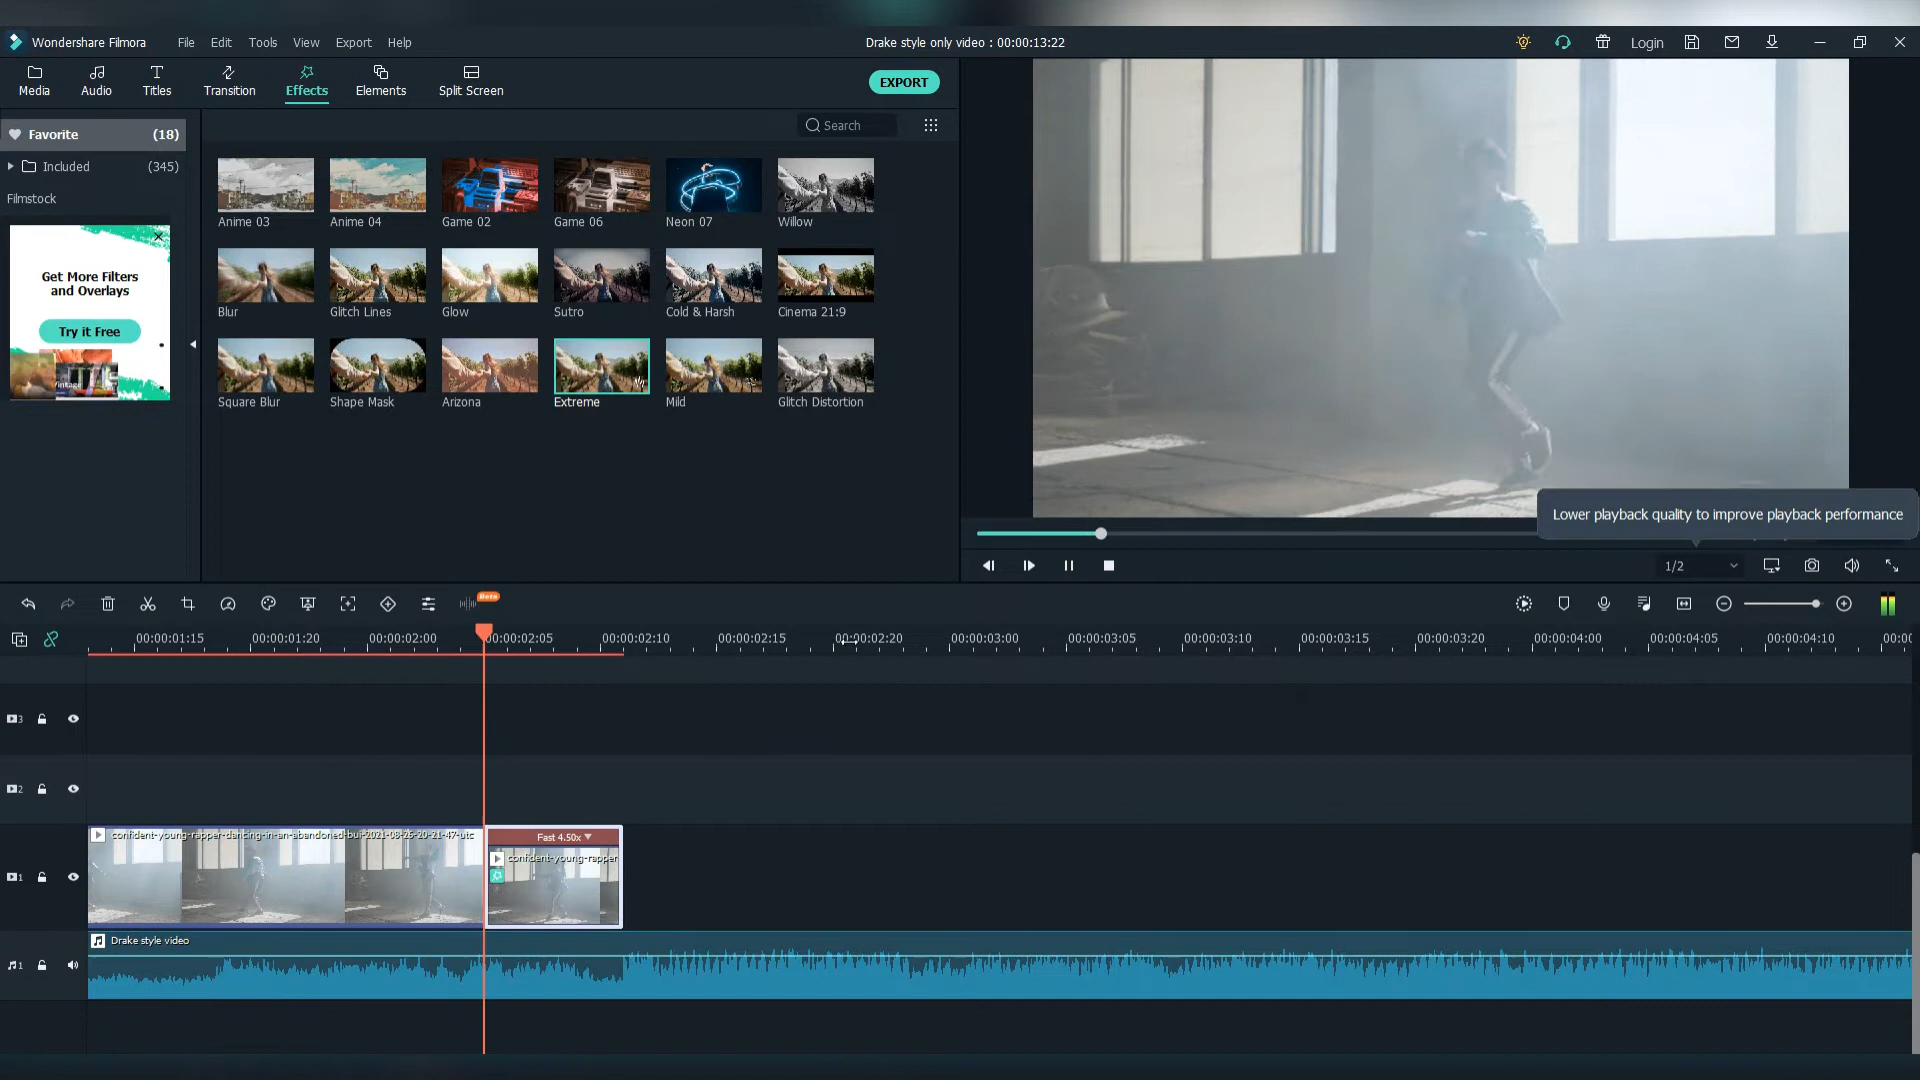 Wondershare Filmora File Edit Tools View Export Help Drake style only video : 00:00:13:22 Login
Media Audio Titles Transition Effects Elements Split Screen EXPORT
Favorite (18)
Search
Included (345)
Filmstock
Get More Filters
and Overlays
Try it Free
Anime 03 Anime 04 Game 02 Game 06 Neon 07 Willow
Blur Glitch Lines Glow Sutro Cold & Harsh Cinema 21:9
Square Blur Shape Mask Arizona Extreme Mild Glitch Distortion
Lower playback quality to improve playback performance
1/2
Beta
00:00:01:15 00:00:01:20 00:00:02:00 00:00:02:05 00:00:02:10 00:00:02:15 00:00:02:20 00:00:03:00 00:00:03:05 00:00:03:10 00:00:03:15 00:00:03:20 00:00:04:00 00:00:04:05 00:00:04:10 00:00
3
2
confident-young-rapper-dancing-in-an-abandoned-bui-2021-08-26-20-21-47-utc
Fast 4.50x
confident-young-rapper
1
Drake style video
1